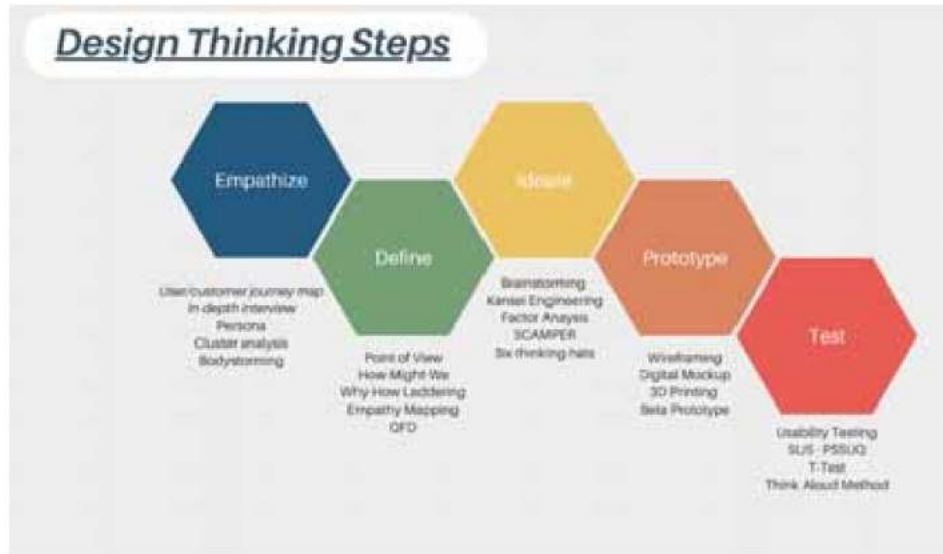 Design Thinking Steps
Empathize
User/customer journey map
In depth interview
Persona
Cluster analysis
Bodystorming
Define
Point of View
How Might We
Why How Laddering
Empathy Mapping
QFD
Ideate
Brainstorming
Kansei Engineering
Factor Anaysis
SCAMPER
Six thinking hats
Prototype
Wireframing
Digital Mockup
3D Printing
Beta Prototype
Test
Usability Testing
SUS - PSSUQ
T-Test
Think Aloud Method